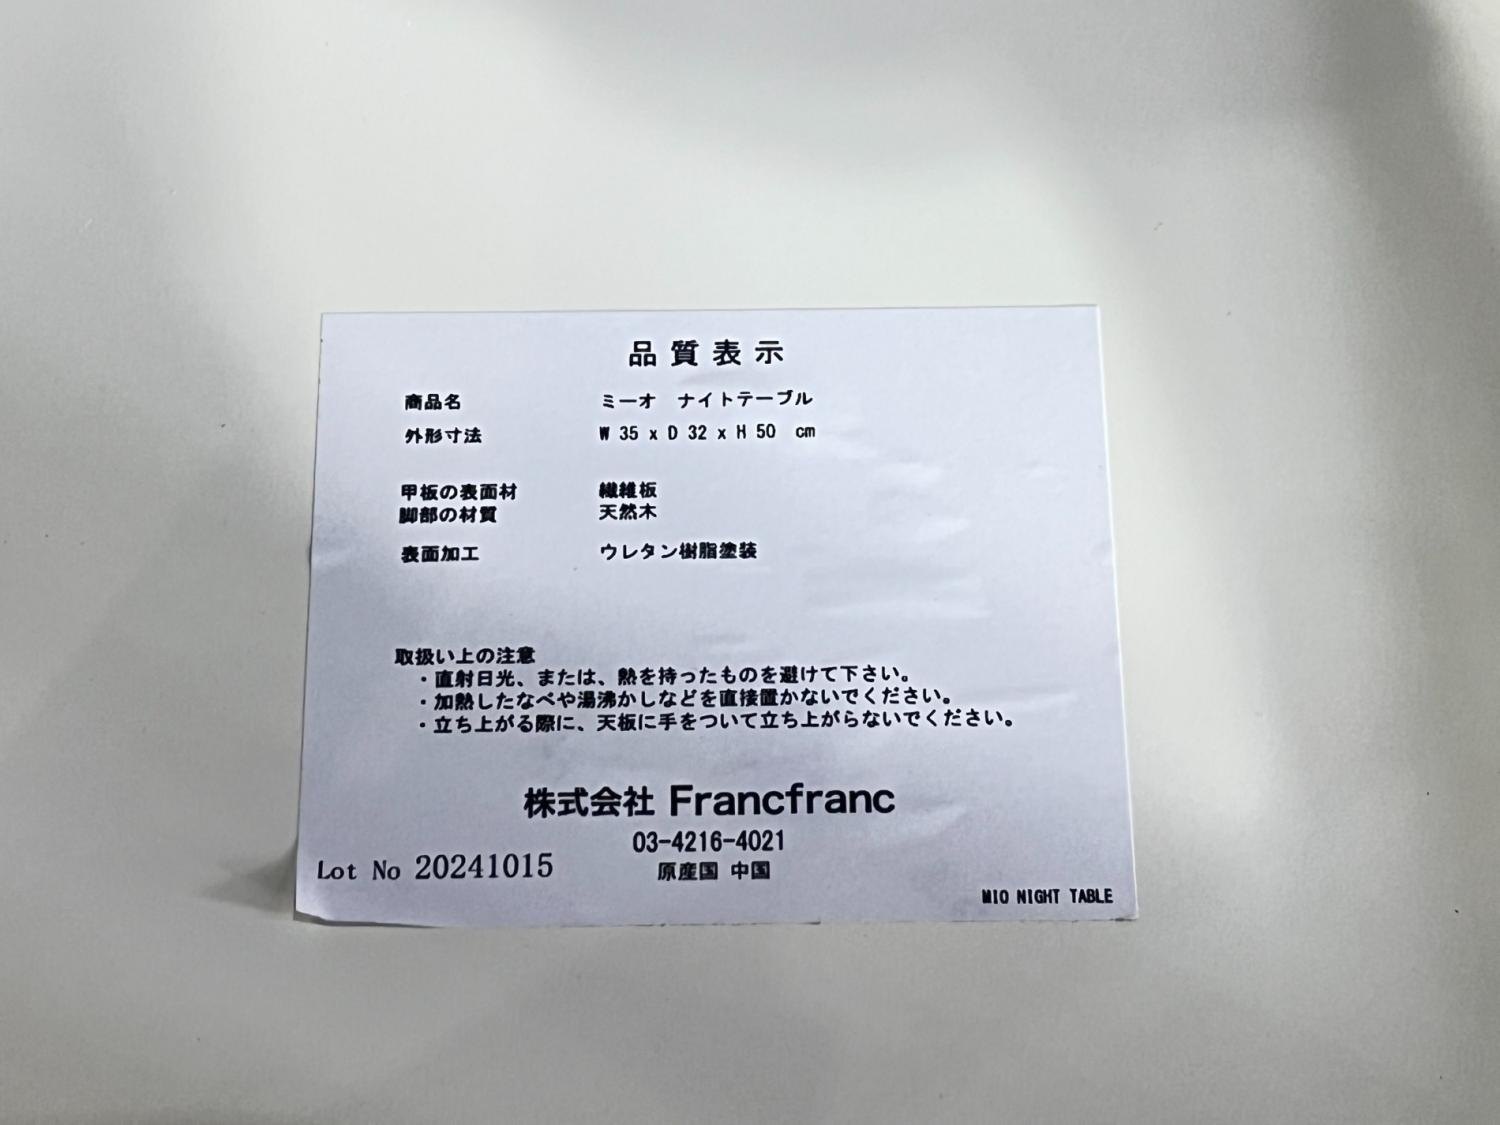 品質表示
商品名 ミーオ ナイトテーブル
外形寸法 W 35 x D 32 x H 50 cm
甲板の表面材 繊維板
脚部の材質 天然木
表面加工 ウレタン樹脂塗装
取扱い上の注意
・直射日光、または、熱を持ったものを避けて下さい。
・加熱したなべや湯沸かしなどを直接置かないでください。
・立ち上がる際に、天板に手をついて立ち上がらないでください。
株式会社 Francfranc
03-4216-4021
Lot No 20241015
原産国 中国
MIO NIGHT TABLE